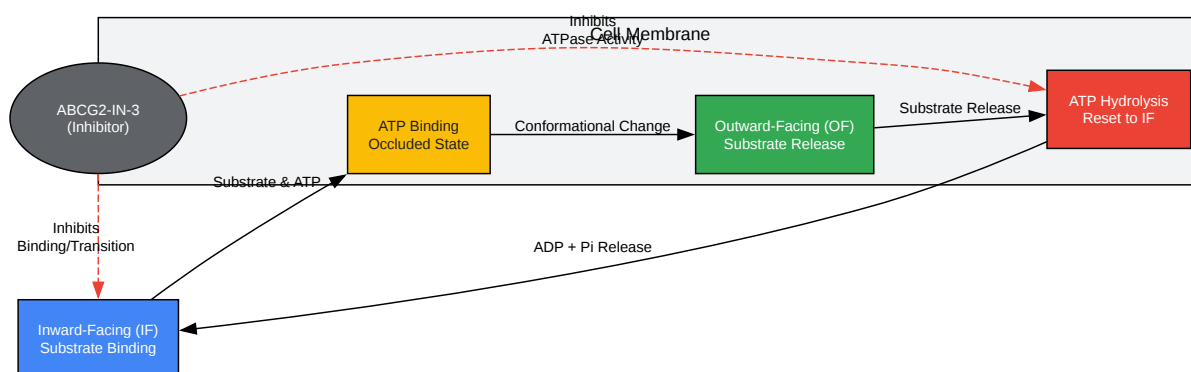 Inhibits
ATPase Activity
Cell Membrane
ABCG2-IN-3
(Inhibitor)
ATP Binding
Occluded State
Conformational Change
Outward-Facing (OF)
Substrate Release
Substrate Release
ATP Hydrolysis
Reset to IF
Substrate & ATP
Inhibits
Binding/Transition
ADP + Pi Release
Inward-Facing (IF)
Substrate Binding